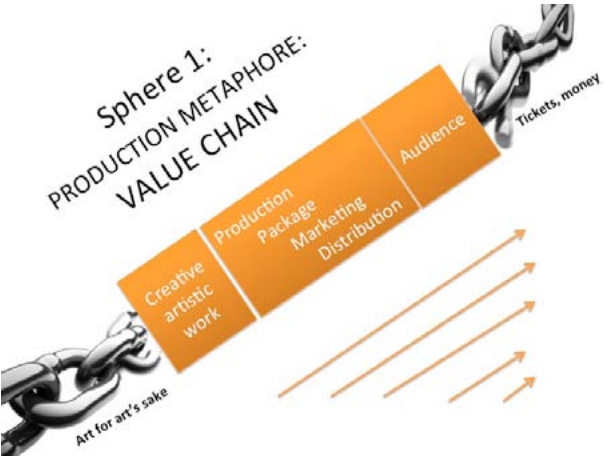 Sphere 1:
PRODUCTION METAPHORE:
VALUE CHAIN
Creative
artistic
work
Production
Package
Marketing
Distribution
Audience
Tickets, money
Art for art's sake